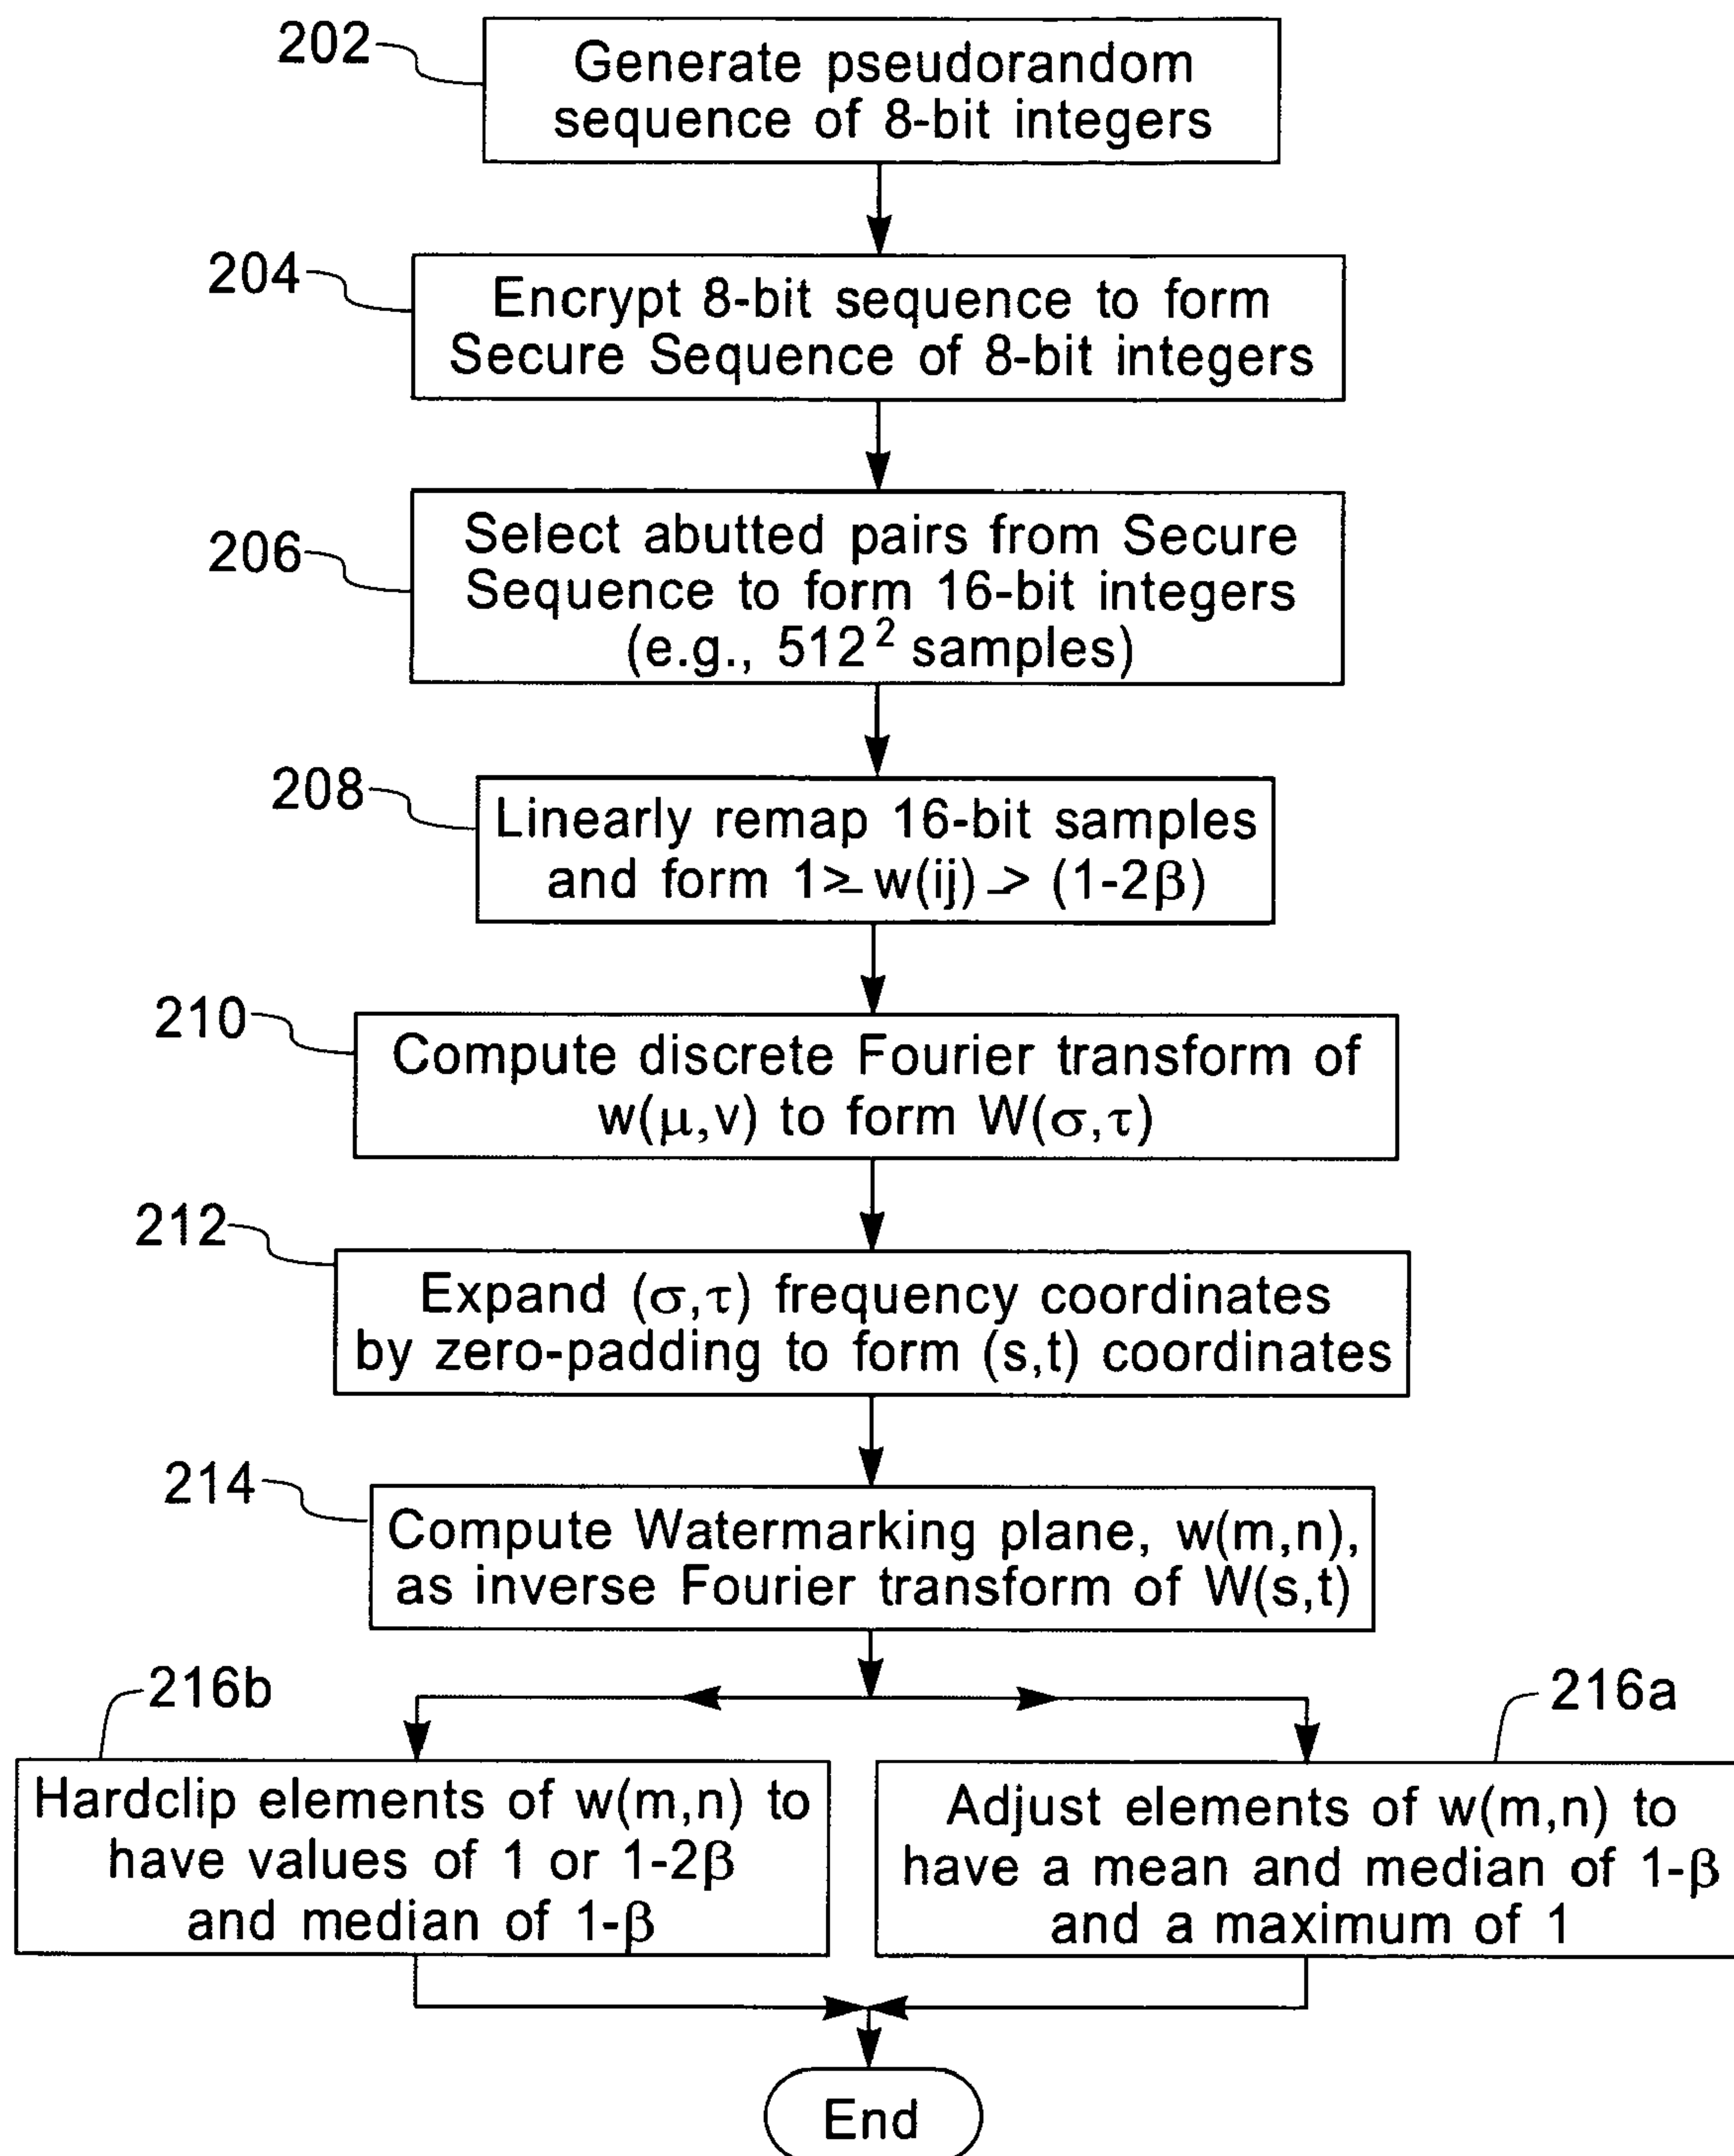 202
Generate pseudorandom
sequence of 8-bit integers
204
Encrypt 8-bit sequence to form
Secure Sequence of 8-bit integers
206
Select abutted pairs from Secure
Sequence to form 16-bit integers
(e.g., 512² samples)
208
Linearly remap 16-bit samples
and form 1≥ w(ij) ≥ (1-2β)
210
Compute discrete Fourier transform of
w(μ,ν) to form W(σ,τ)
212
Expand (σ,τ) frequency coordinates
by zero-padding to form (s,t) coordinates
214
Compute Watermarking plane, w(m,n),
as inverse Fourier transform of W(s,t)
216b
Hardclip elements of w(m,n) to
have values of 1 or 1-2β
and median of 1-β
216a
Adjust elements of w(m,n) to
have a mean and median of 1-β
and a maximum of 1
End